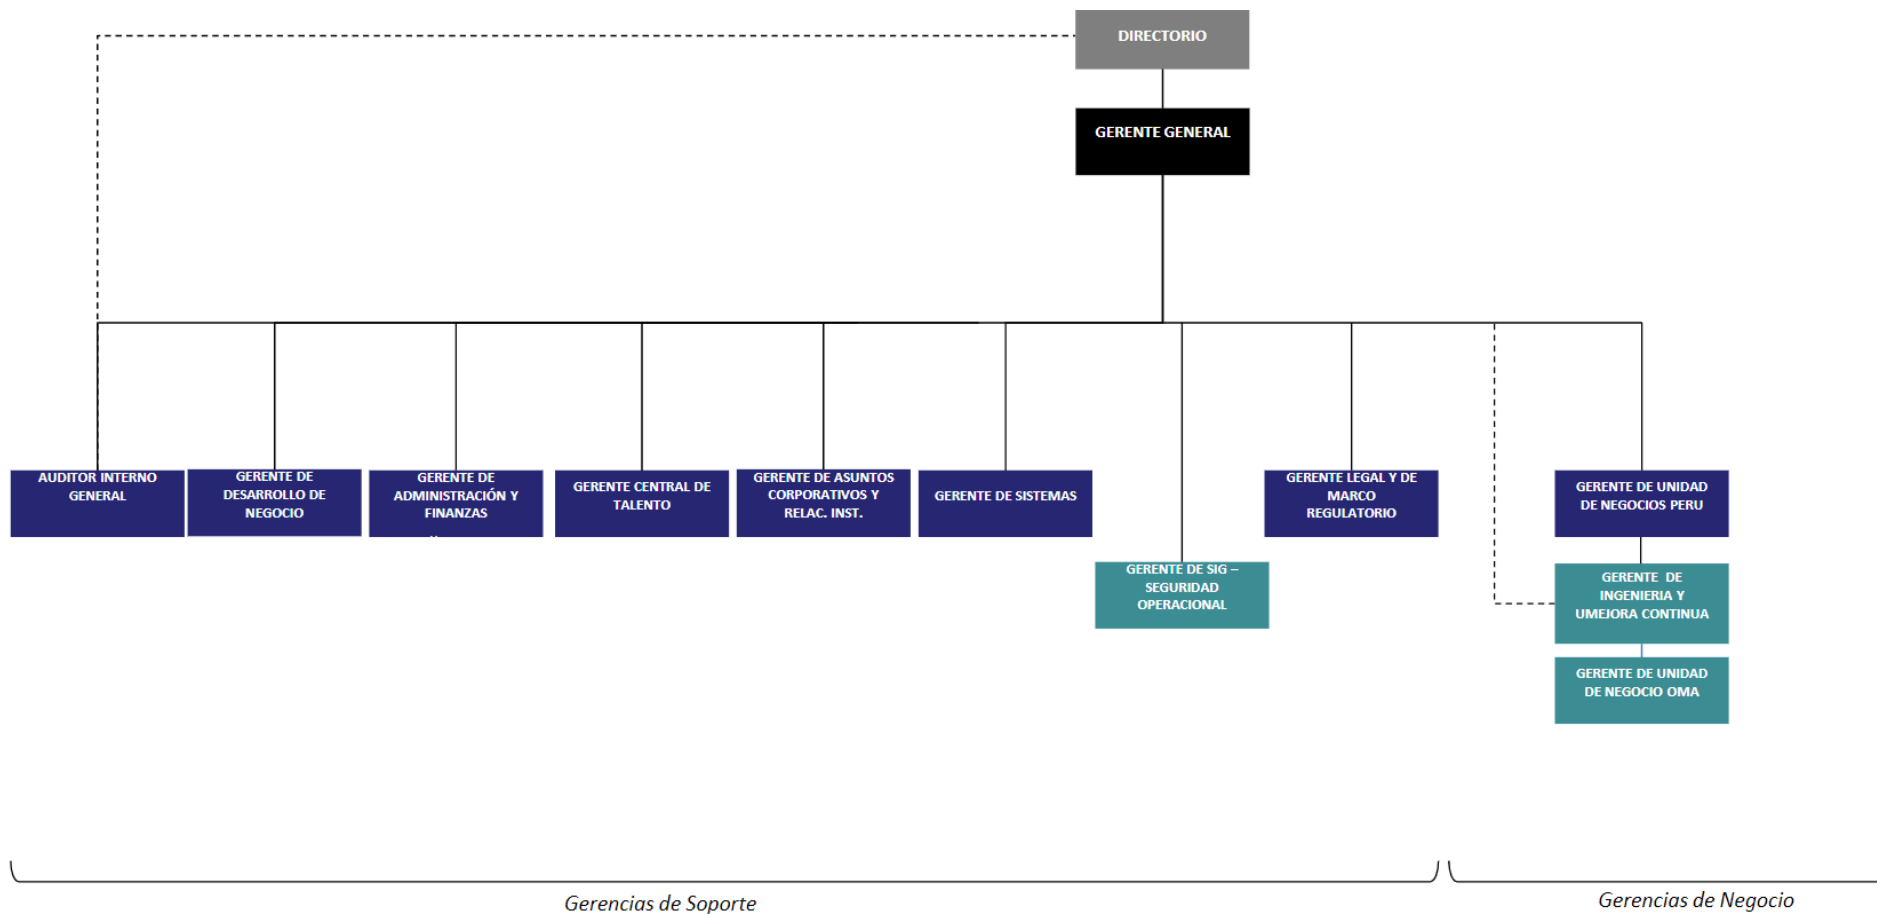 DIRECTORIO
GERENTE GENERAL
AUDITOR INTERNO
GENERAL
GERENTE DE
DESARROLLO DE
NEGOCIO
GERENTE DE
ADMINISTRACIÓN Y
FINANZAS
GERENTE CENTRAL DE
TALENTO
GERENTE DE ASUNTOS
CORPORATIVOS Y
RELAC. INST.
GERENTE DE SISTEMAS
GERENTE DE SIG –
SEGURIDAD
OPERACIONAL
GERENTE LEGAL Y DE
MARCO
REGULATORIO
GERENTE DE UNIDAD
DE NEGOCIOS PERU
GERENTE DE
INGENIERIA Y
UMEJORA CONTINUA
GERENTE DE UNIDAD
DE NEGOCIO OMA
Gerencias de Soporte
Gerencias de Negocio